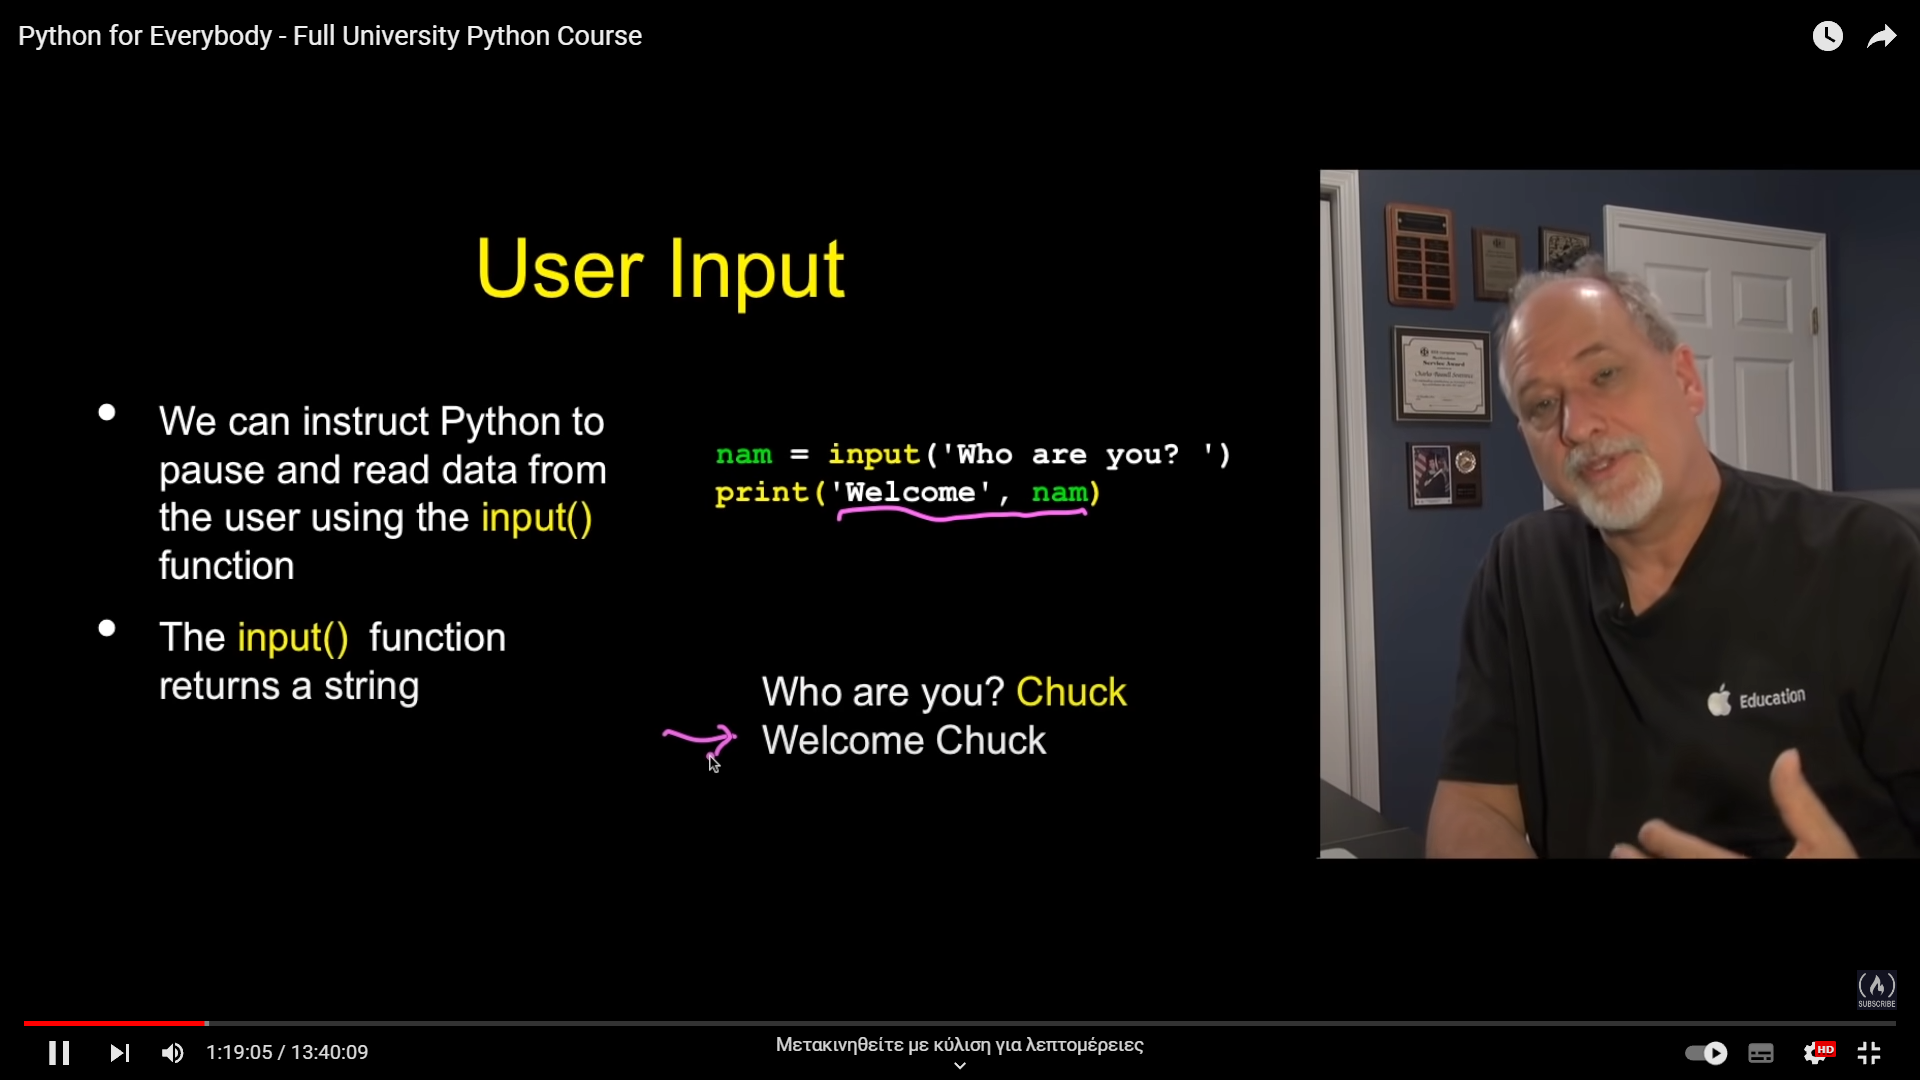 Python for Everybody - Full University Python Course
User Input
• We can instruct Python to
pause and read data from
the user using the input()
function
• The input() function
returns a string
nam = input('Who are you? ')
print('Welcome', nam)
Who are you? Chuck
Welcome Chuck
Service Award
Education
SUBSCRIBE
1:19:05 / 13:40:09
Μετακινηθείτε με κύλιση για λεπτομέρειες
HD